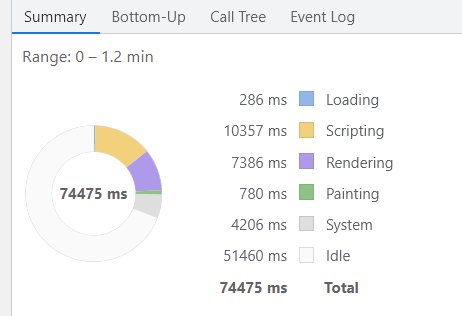 Summary Bottom-Up Call Tree Event Log
Range: 0 – 1.2 min
286 ms Loading
10357 ms Scripting
7386 ms Rendering
74475 ms
780 ms Painting
4206 ms System
51460 ms Idle
74475 ms Total